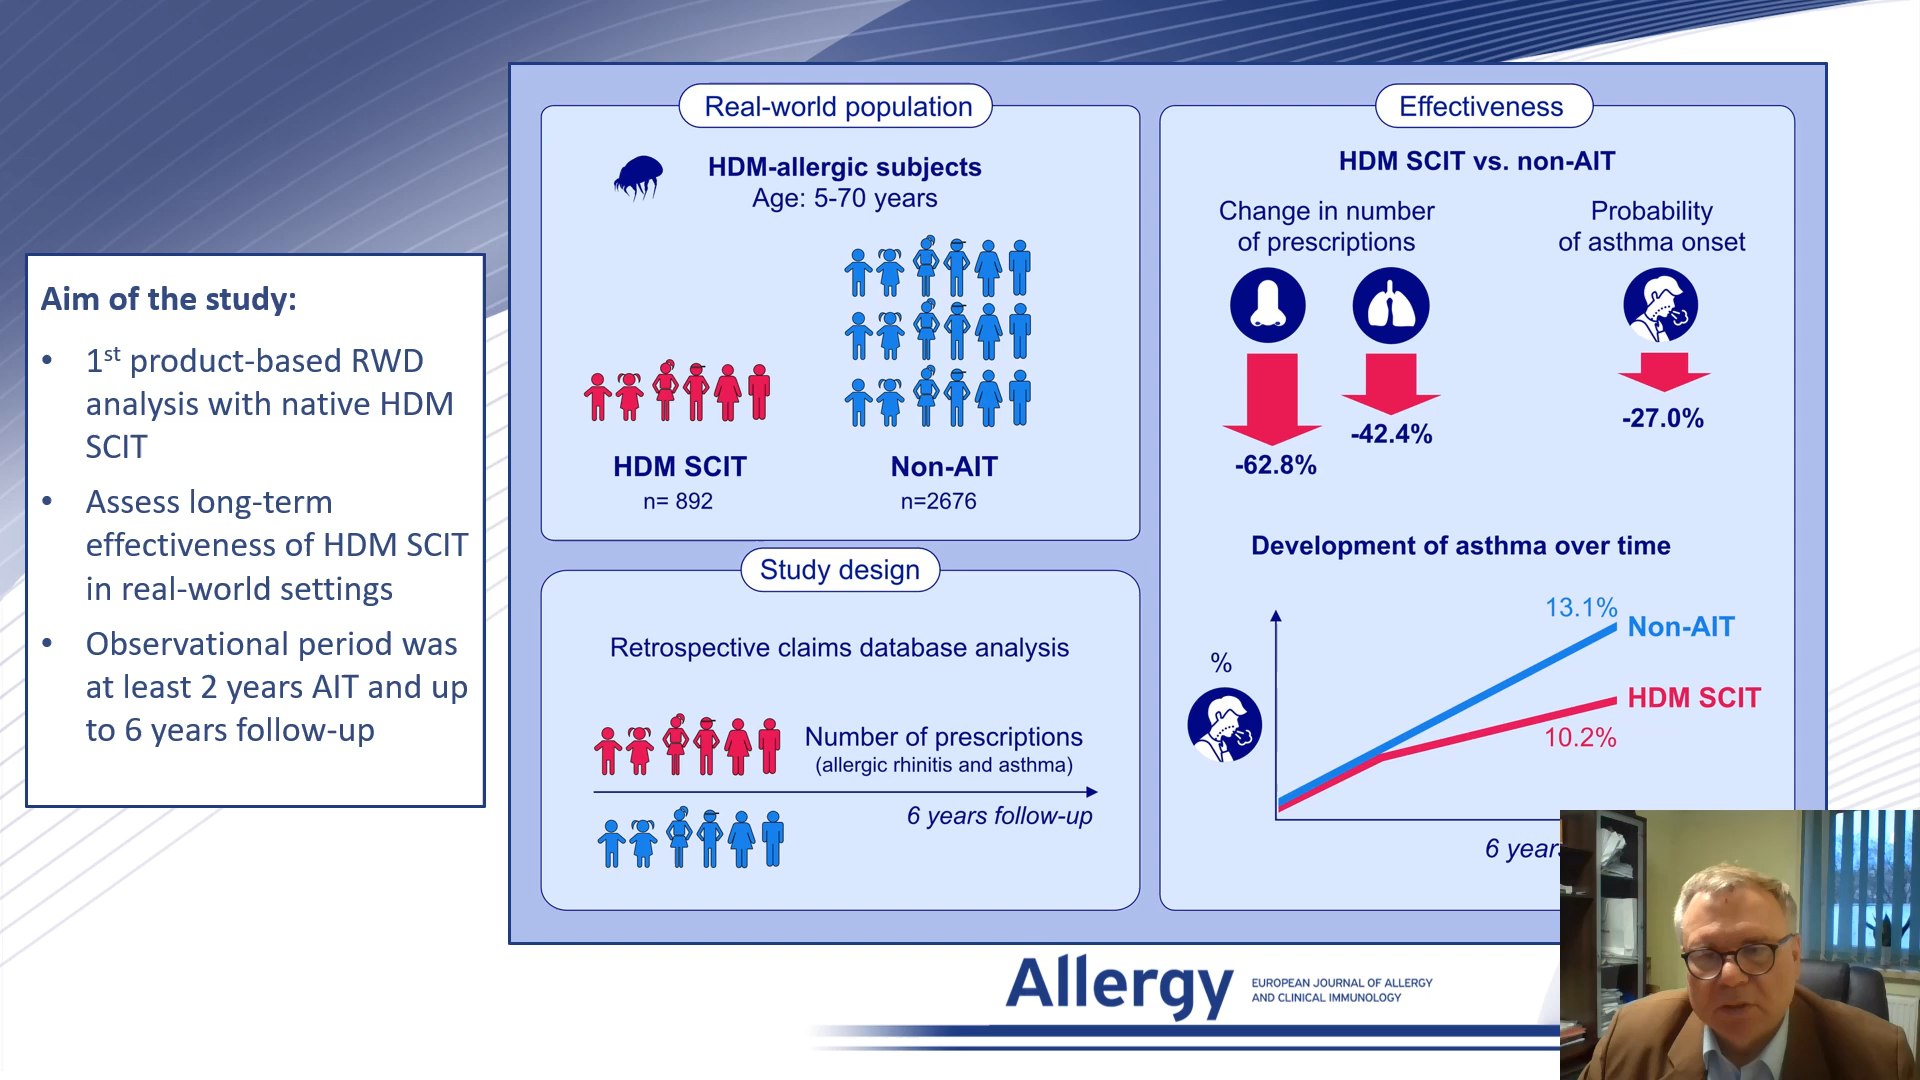 Aim of the study:
• 1st product-based RWD
analysis with native HDM
SCIT
• Assess long-term
effectiveness of HDM SCIT
in real-world settings
• Observational period was
at least 2 years AIT and up
to 6 years follow-up
Real-world population
HDM-allergic subjects
Age: 5-70 years
HDM SCIT
n= 892
Non-AIT
n=2676
Study design
Retrospective claims database analysis
Number of prescriptions
(allergic rhinitis and asthma)
6 years follow-up
Effectiveness
HDM SCIT vs. non-AIT
Change in number
of prescriptions
-62.8%
-42.4%
Probability
of asthma onset
-27.0%
Development of asthma over time
%
13.1%
Non-AIT
HDM SCIT
10.2%
6
Allergy
EUROPEAN JOURNAL OF ALLERGY
AND CLINICAL IMMUNOLOGY